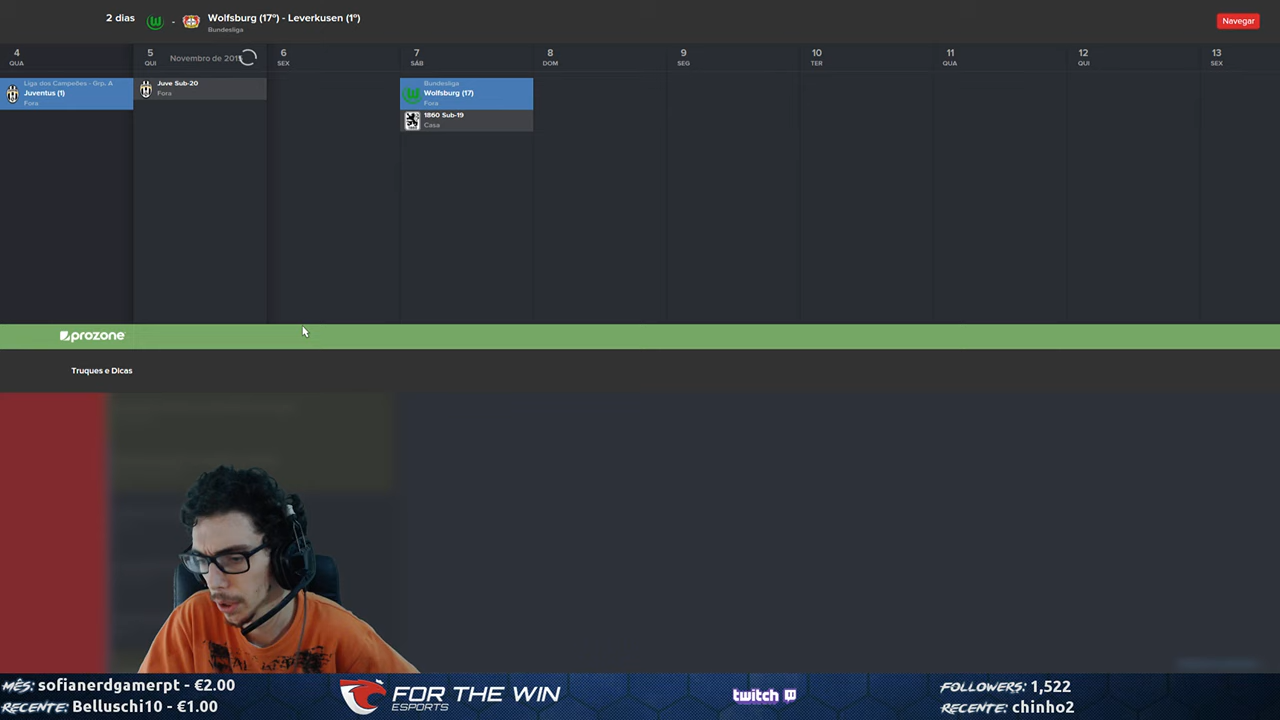 2 dias
Wolfsburg (17º) - Leverkusen (1º)
Bundesliga
Navegar
4
QUA
5
QUI
Novembro de 201
6
SEX
7
SÁB
8
DOM
9
SEG
10
TER
11
QUA
12
QUI
13
SEX
Liga dos Campeões - Grp. A
Juventus (1)
Fora
Juve Sub-20
Fora
Bundesliga
Wolfsburg (17)
Fora
1860 Sub-19
Casa
prozone
Truques e Dicas
MÊS: sofianerdgamerpt - €2.00
RECENTE: Belluschi10 - €1.00
FOR THE WIN
ESPORTS
twitch
FOLLOWERS: 1,522
RECENTE: chinho2